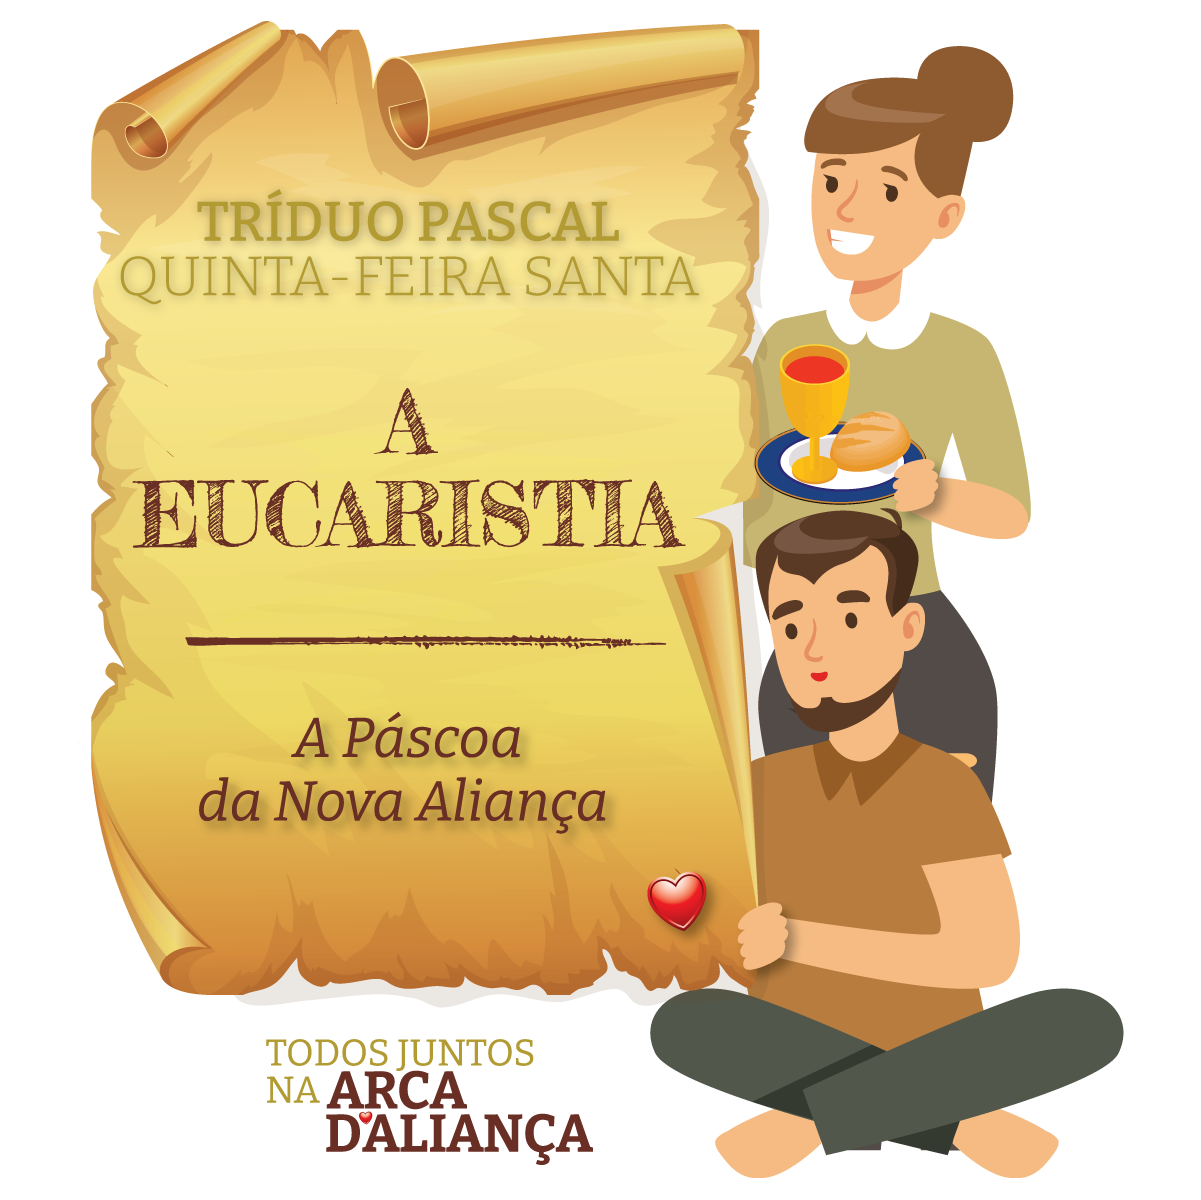 TRÍDUO PASCAL
QUINTA-FEIRA SANTA
A
EUCARISTIA
A Páscoa
da Nova Aliança
TODOS JUNTOS
NA ARCA
D'ALIANÇA